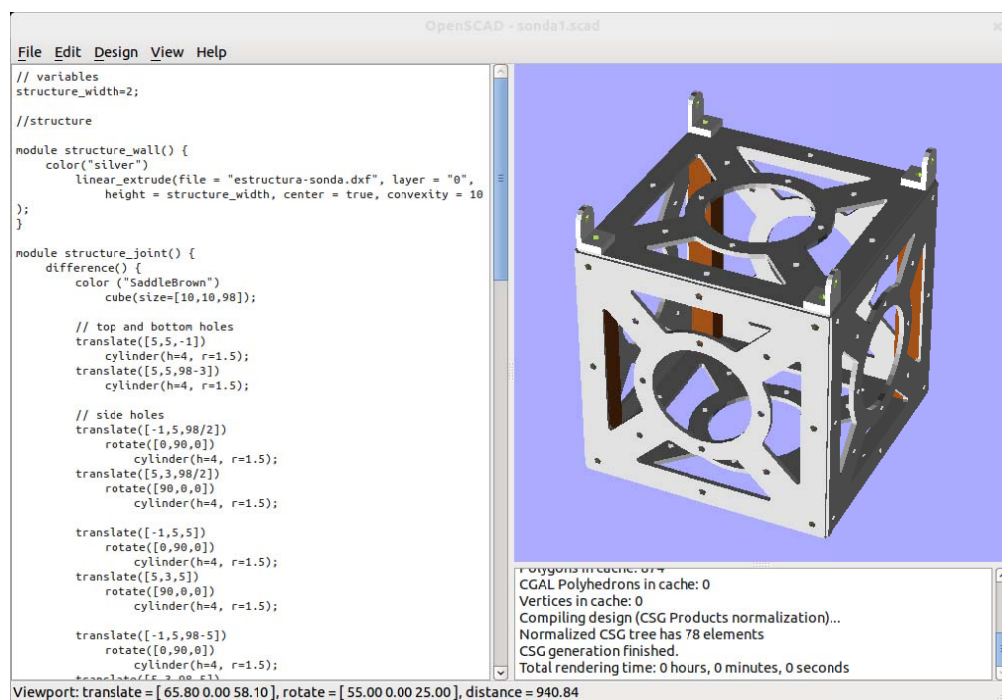 OpenSCAD - sonda1.scad
File Edit Design View Help
// variables
structure_width=2;
//structure
module structure_wall() {
    color("silver")
        linear_extrude(file = "estructura-sonda.dxf", layer = "0",
            height = structure_width, center = true, convexity = 10
);
}
module structure_joint() {
    difference() {
        color ("SaddleBrown")
            cube(size=[10,10,98]);
        // top and bottom holes
        translate([5,5,-1])
            cylinder(h=4, r=1.5);
        translate([5,5,98-3])
            cylinder(h=4, r=1.5);
        // side holes
        translate([-1,5,98/2])
            rotate([0,90,0])
                cylinder(h=4, r=1.5);
        translate([5,3,98/2])
            rotate([90,0,0])
                cylinder(h=4, r=1.5);
        translate([-1,5,5])
            rotate([0,90,0])
                cylinder(h=4, r=1.5);
        translate([5,3,5])
            rotate([90,0,0])
                cylinder(h=4, r=1.5);
        translate([-1,5,98-5])
            rotate([0,90,0])
                cylinder(h=4, r=1.5);
        translate([5,3,98-5])
Polygons in cache: 874
CGAL Polyhedrons in cache: 0
Vertices in cache: 0
Compiling design (CSG Products normalization)...
Normalized CSG tree has 78 elements
CSG generation finished.
Total rendering time: 0 hours, 0 minutes, 0 seconds
Viewport: translate = [ 65.80 0.00 58.10 ], rotate = [ 55.00 0.00 25.00 ], distance = 940.84